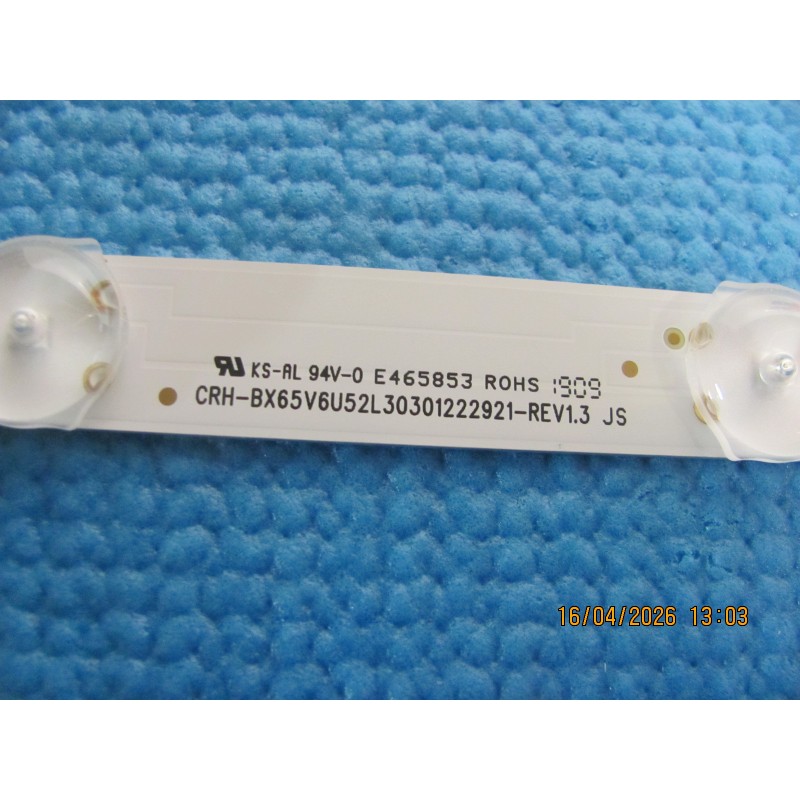 KS-AL 94V-0 E465853 ROHS 1909
CRH-BX65V6U52L30301222921-REV1.3 JS
16/04/2026 13:03